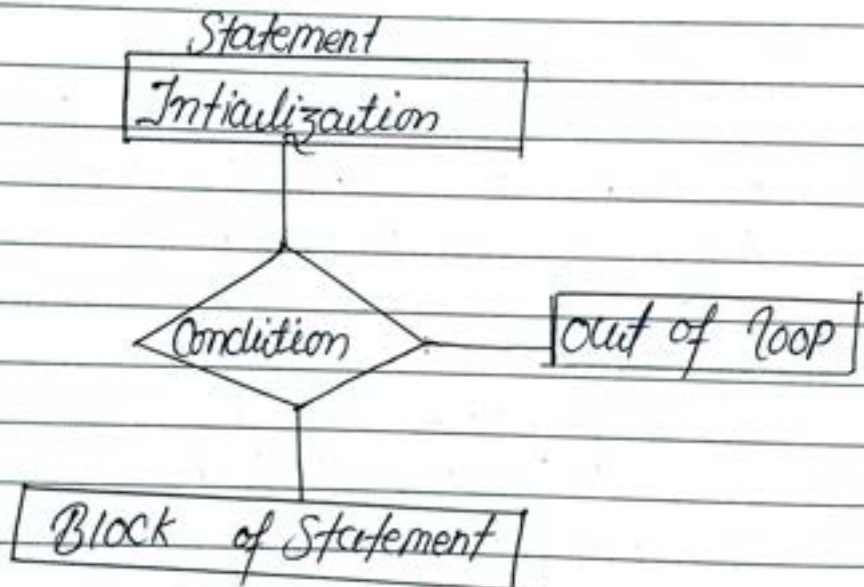 Statement
Intialization
Condition
out of loop
Block of Statement